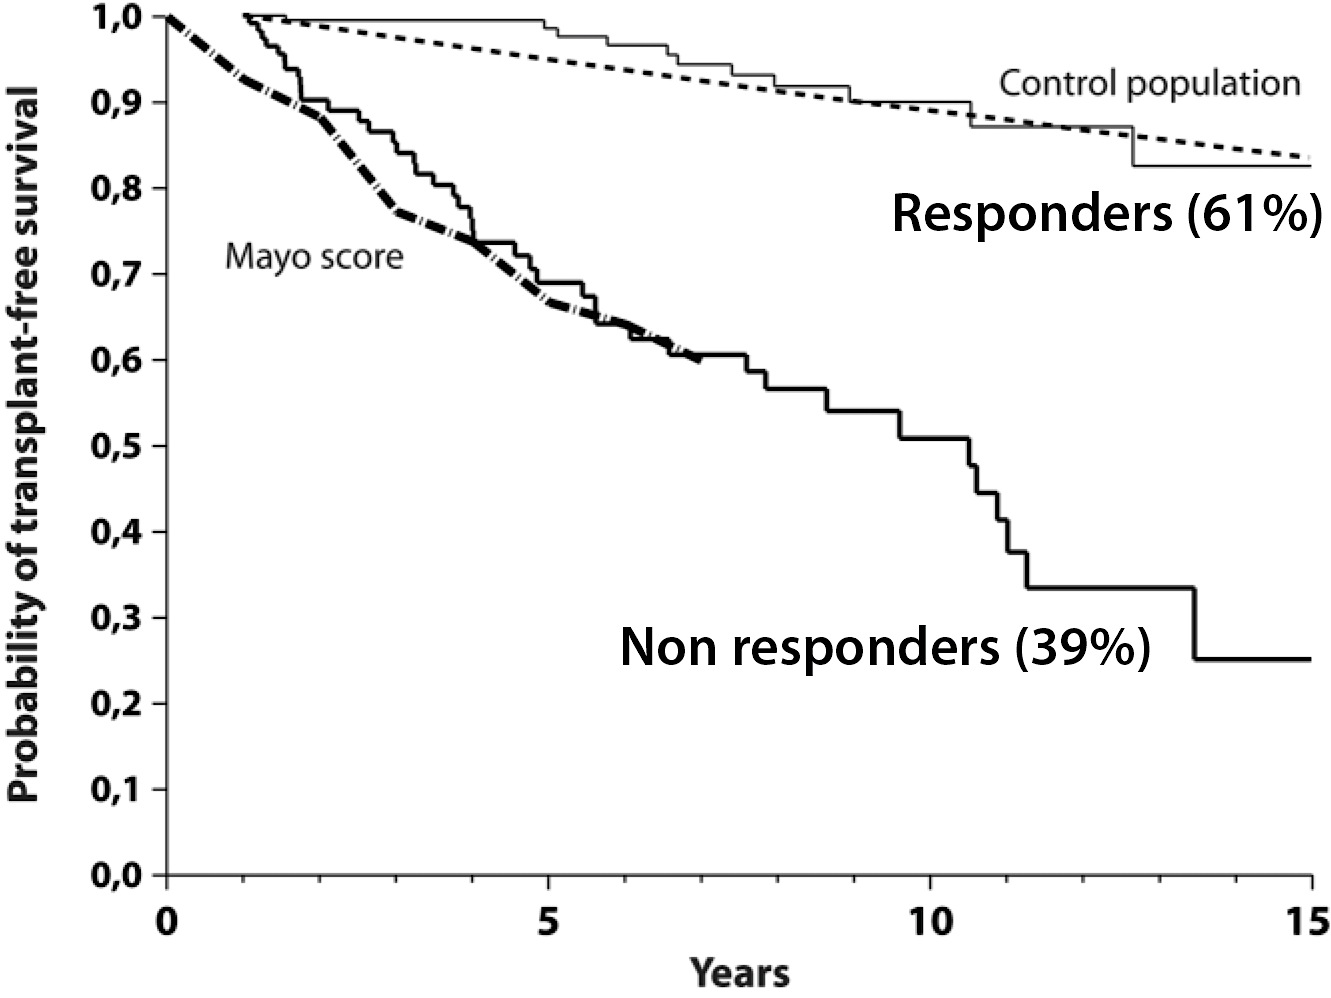 Probability of transplant-free survival
1,0
0,9
0,8
0,7
0,6
0,5
0,4
0,3
0,2
0,1
0,0
Control population
Responders (61%)
Mayo score
Non responders (39%)
0
5
10
15
Years